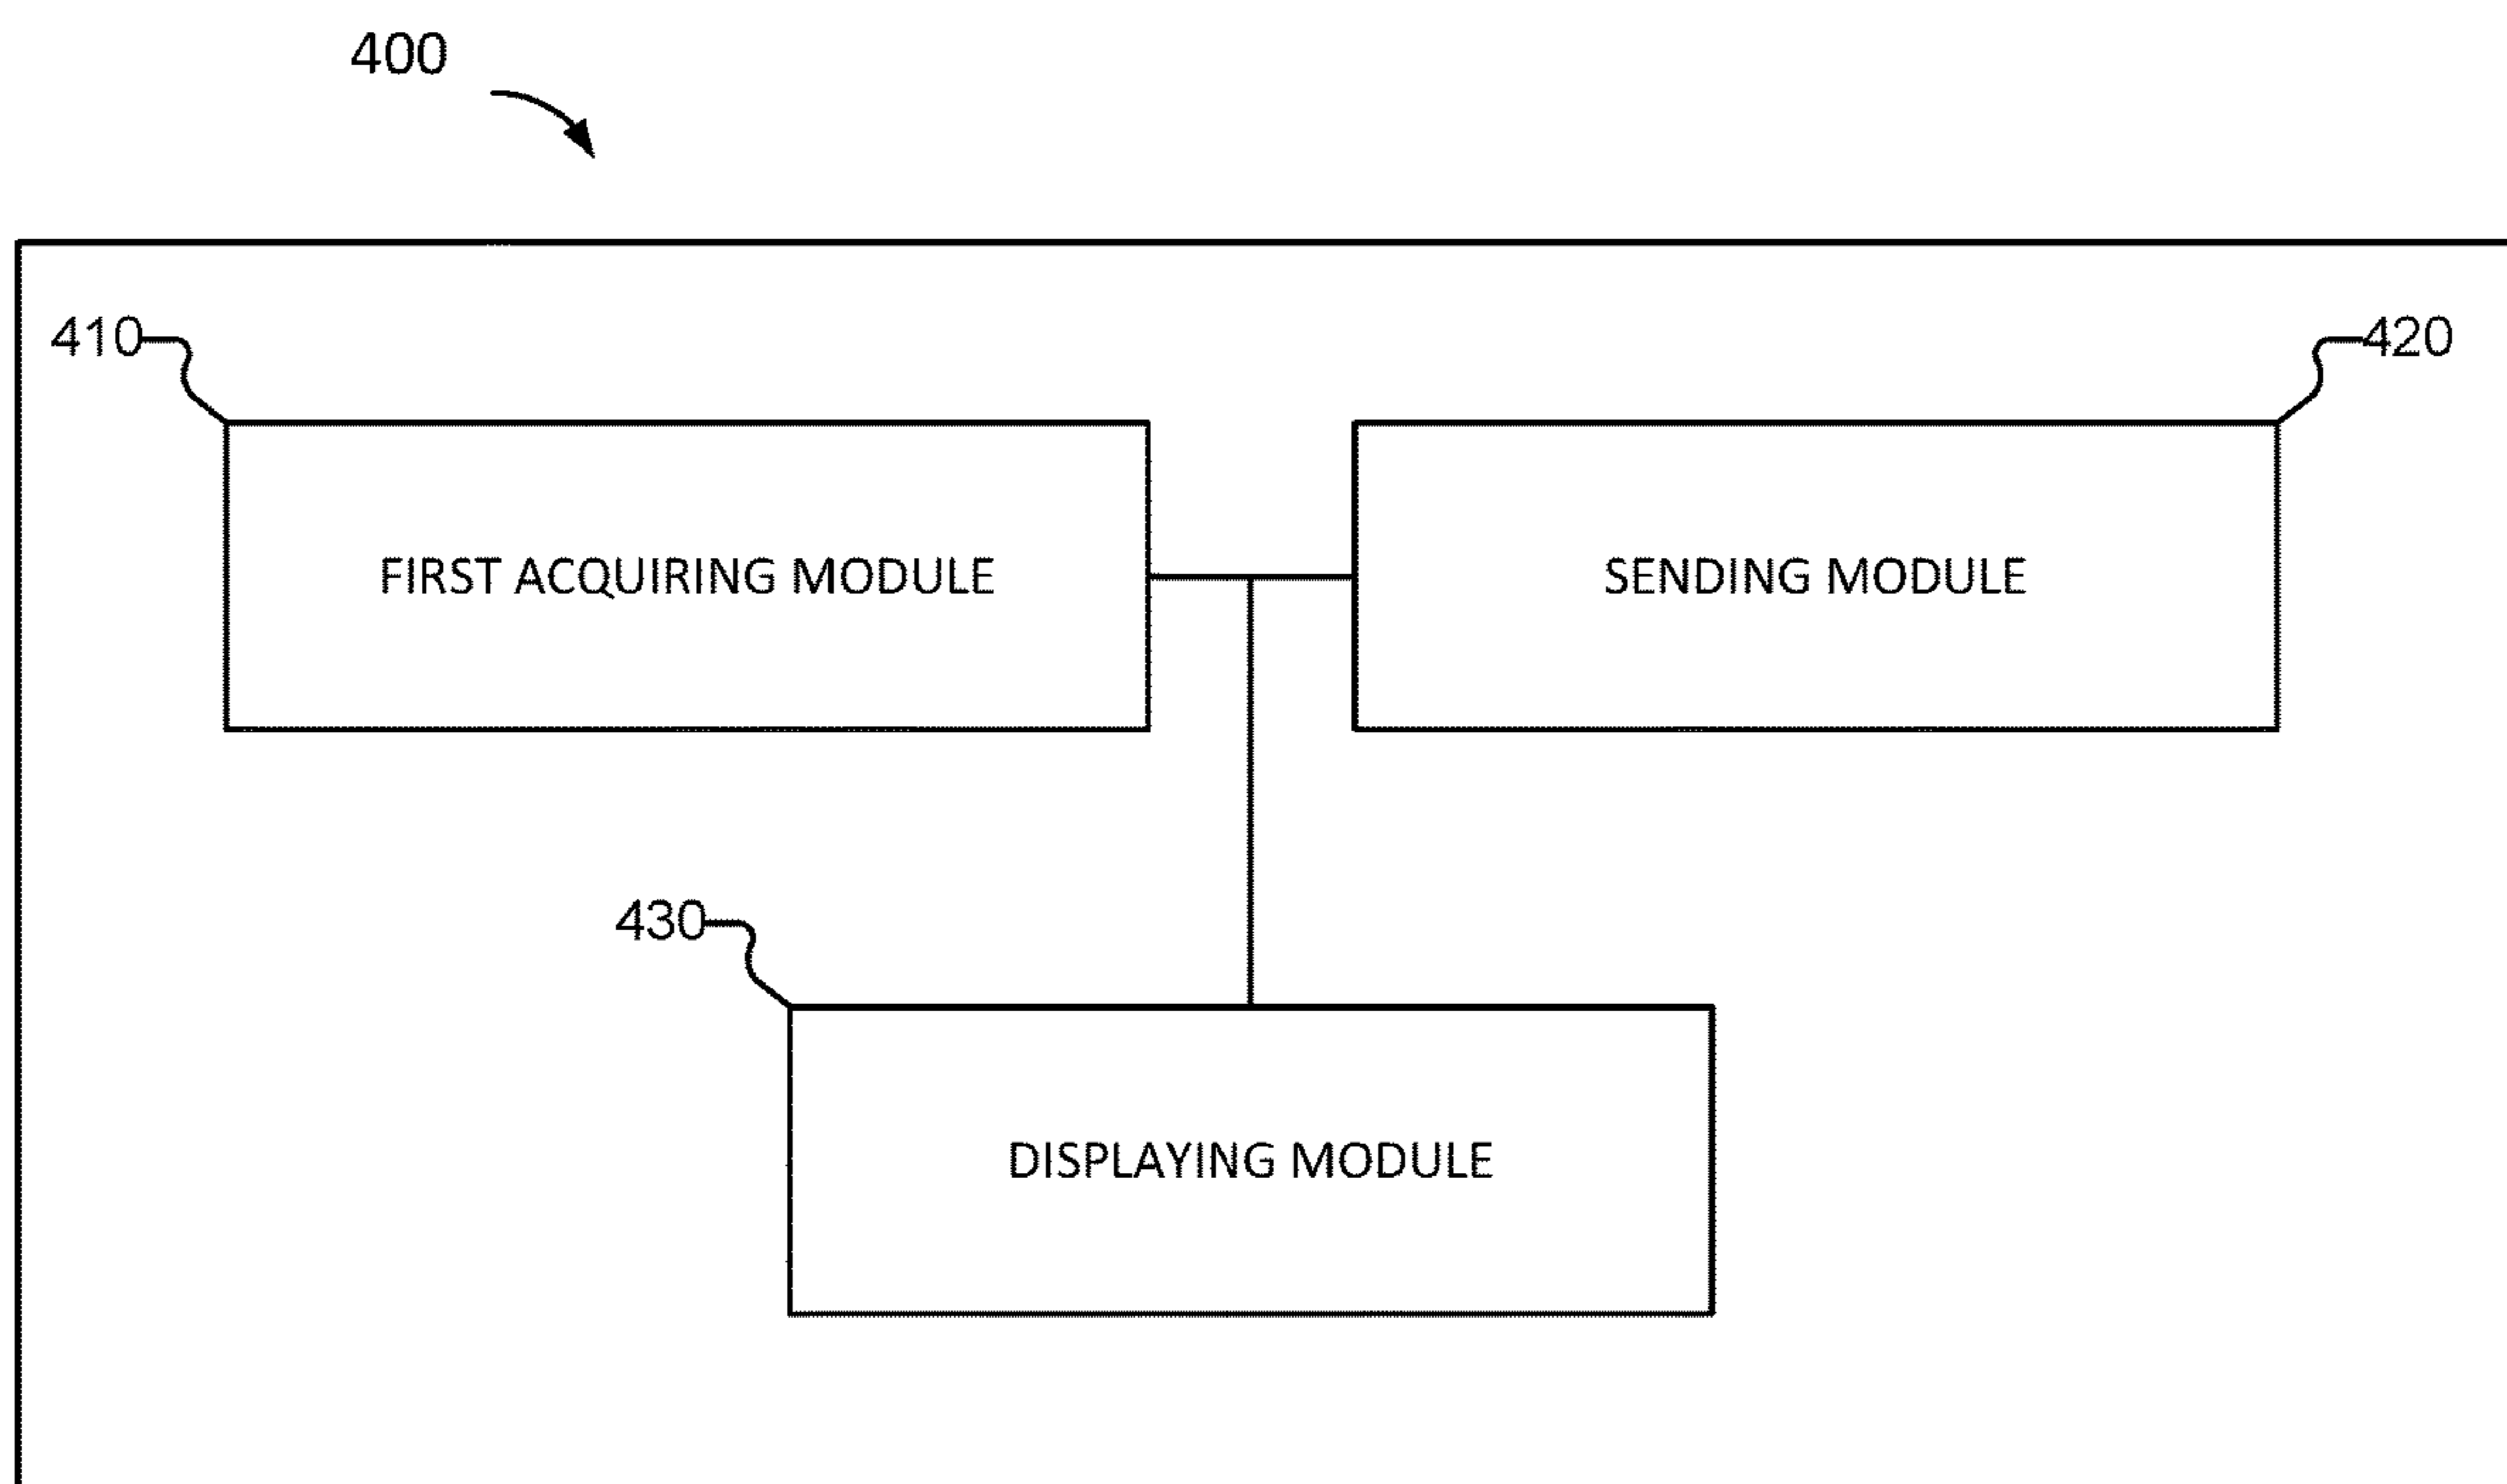 400
410
420
FIRST ACQUIRING MODULE
SENDING MODULE
430
DISPLAYING MODULE